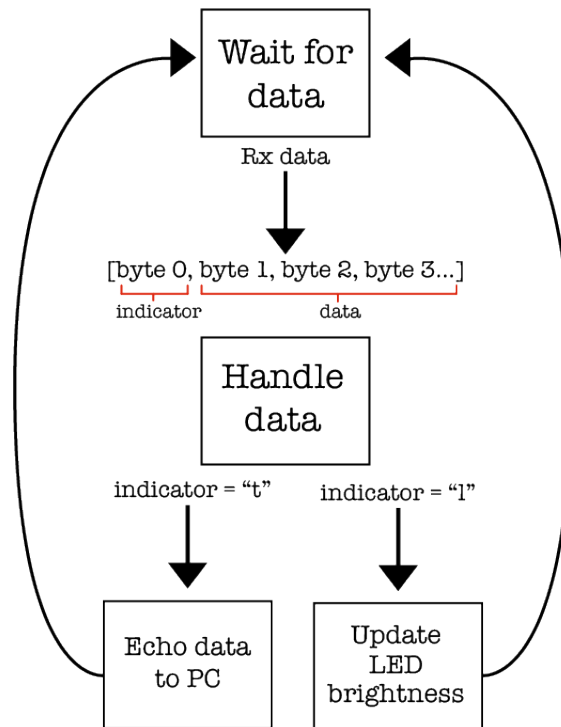 Wait for
data
Rx data
[byte 0, byte 1, byte 2, byte 3...]
indicator
data
Handle
data
indicator = “t”
indicator = “l”
Echo data
to PC
Update
LED
brightness